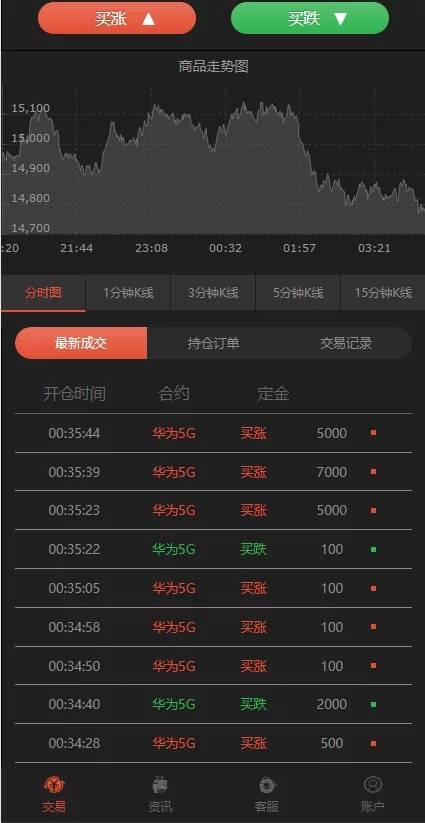 买涨 ▲ 买跌 ▼
商品走势图
15,100
15,000
14,900
14,800
14,700
:20 21:44 23:08 00:32 01:57 03:21
分时图 1分钟K线 3分钟K线 5分钟K线 15分钟K线
最新成交 持仓订单 交易记录
开仓时间 合约 定金
00:35:44 华为5G 买涨 5000
00:35:39 华为5G 买涨 7000
00:35:23 华为5G 买涨 5000
00:35:22 华为5G 买跌 100
00:35:05 华为5G 买涨 100
00:34:58 华为5G 买涨 100
00:34:50 华为5G 买涨 100
00:34:40 华为5G 买跌 2000
00:34:28 华为5G 买涨 500
交易 资讯 客服 账户